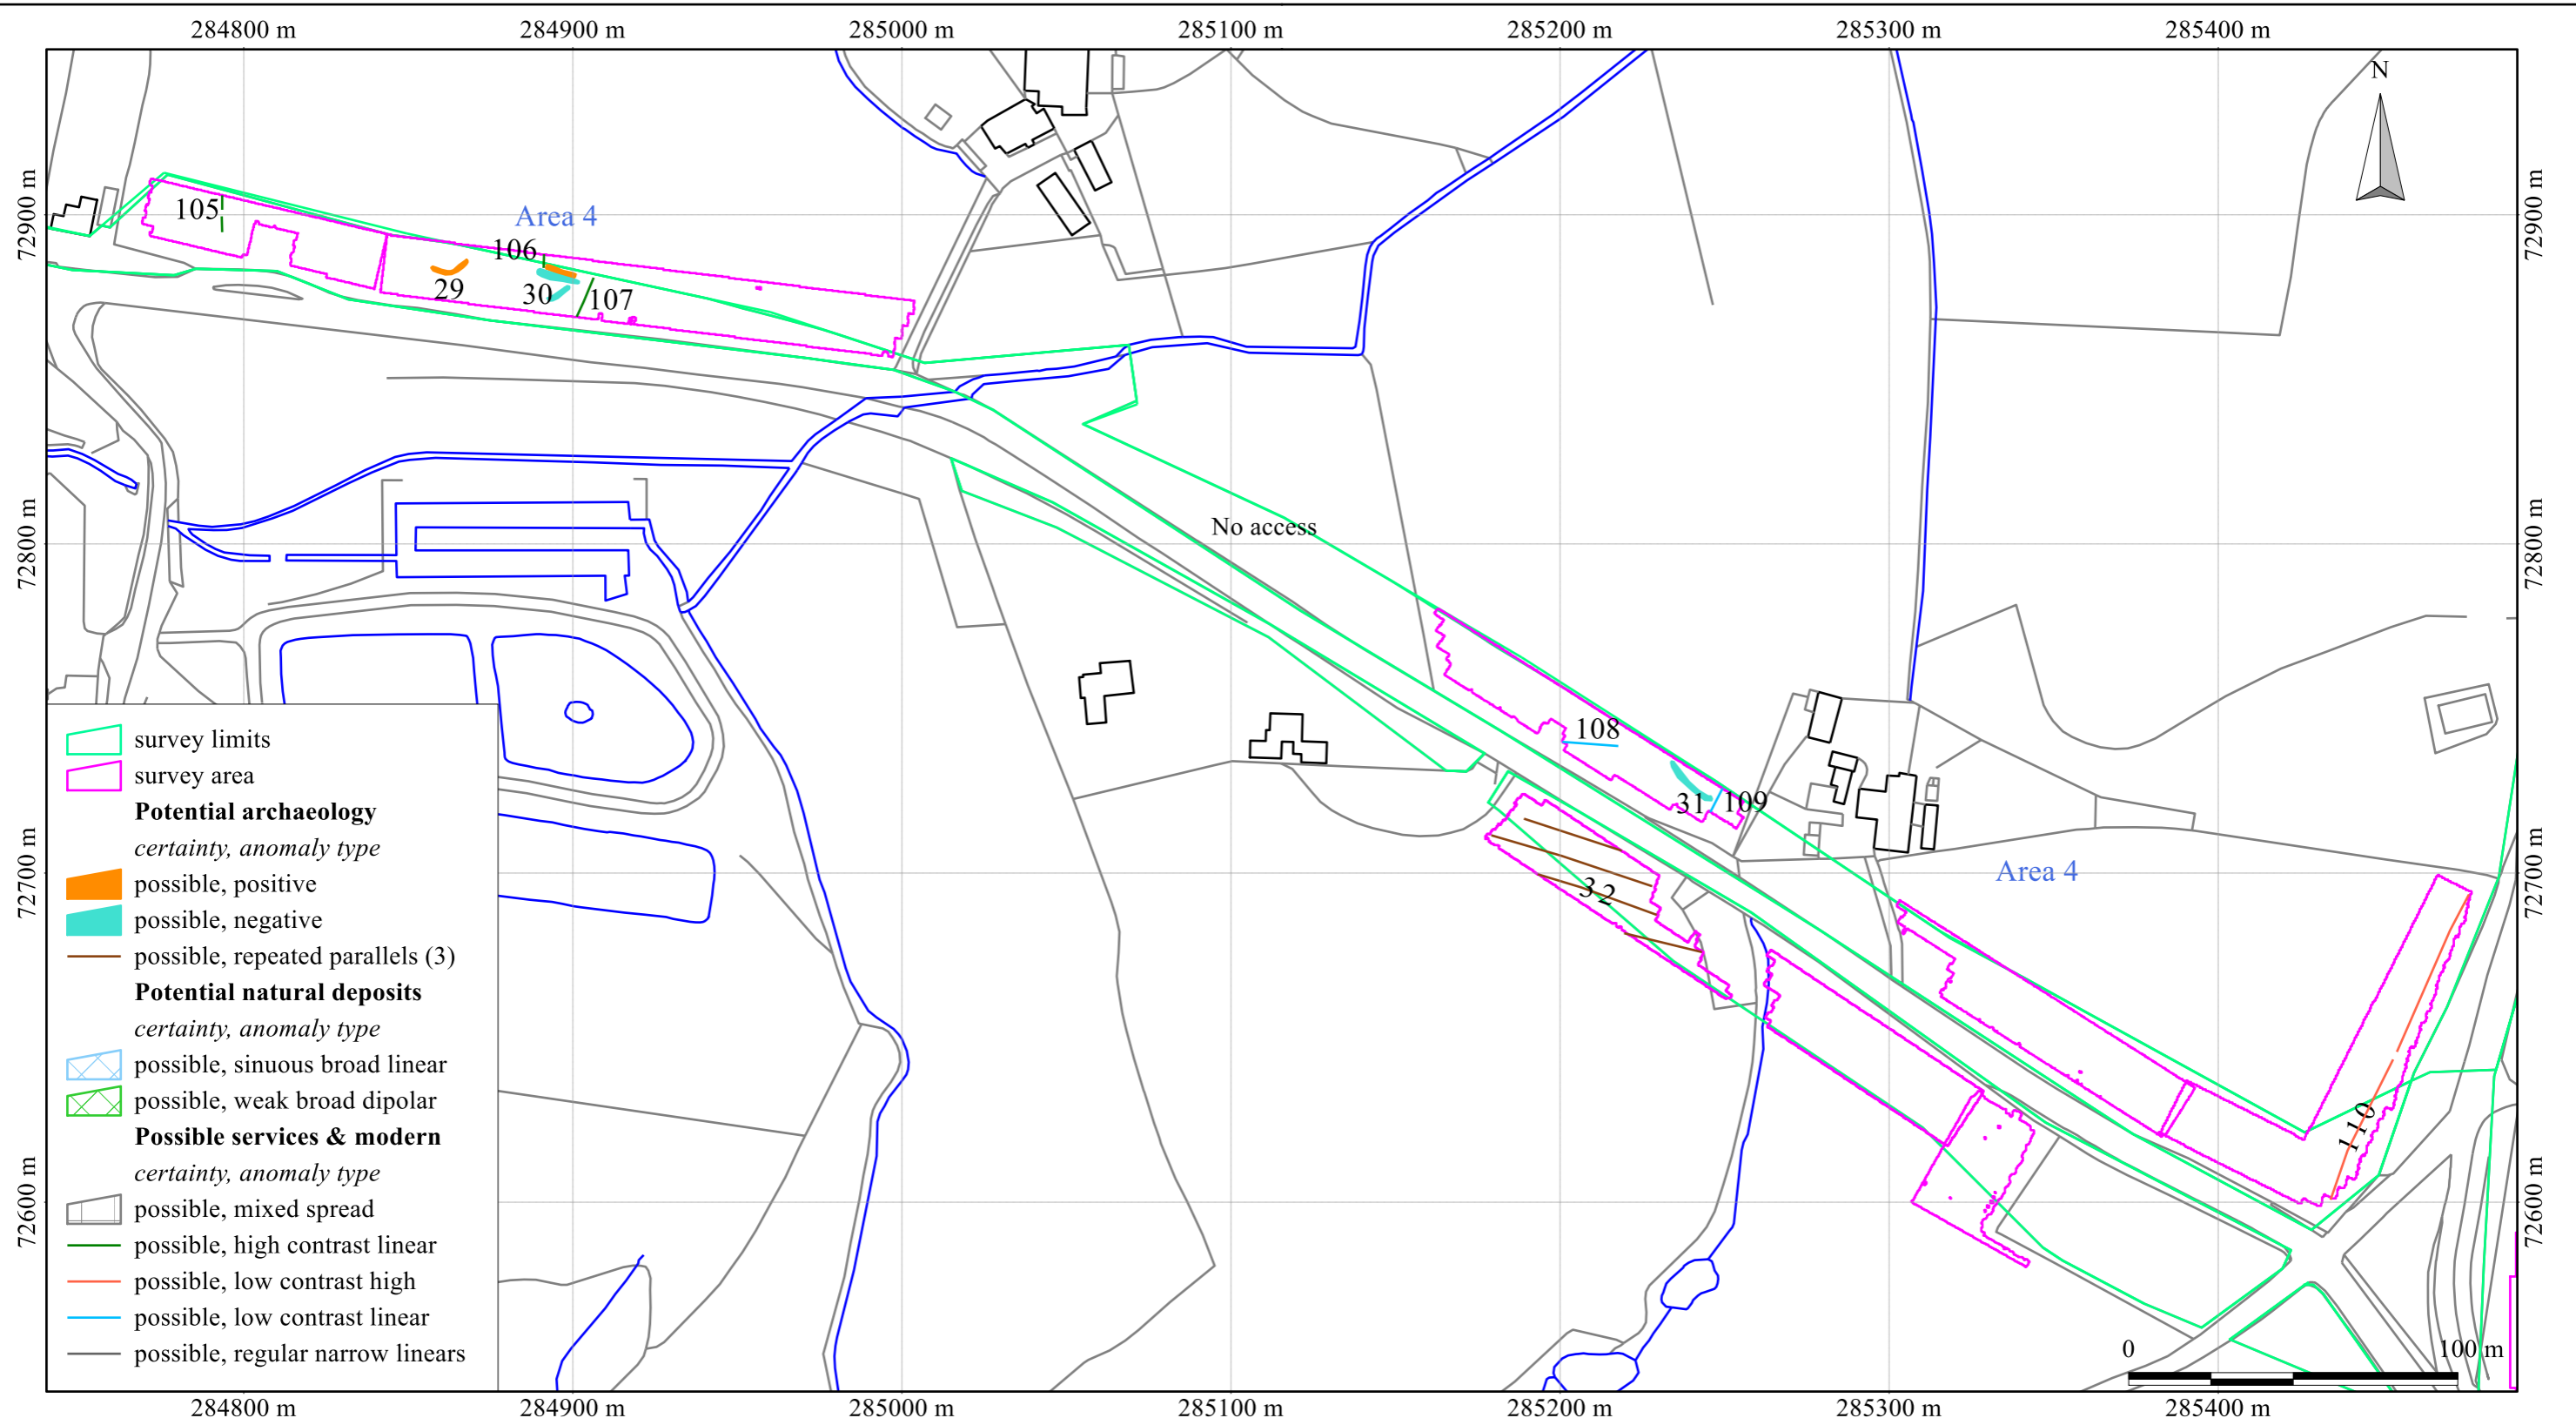 284800 m 284900 m 285000 m 285100 m 285200 m 285300 m 285400 m
N
72900 m
72900 m
105
Area 4
106
29
30
107
72800 m
No access
72800 m
108
31
109
32
Area 4
72700 m
72700 m
110
72600 m
72600 m
survey limits
survey area
Potential archaeology
certainty, anomaly type
possible, positive
possible, negative
possible, repeated parallels (3)
Potential natural deposits
certainty, anomaly type
possible, sinuous broad linear
possible, weak broad dipolar
Possible services & modern
certainty, anomaly type
possible, mixed spread
possible, high contrast linear
possible, low contrast high
possible, low contrast linear
possible, regular narrow linears
0 100 m
284800 m 284900 m 285000 m 285100 m 285200 m 285300 m 285400 m